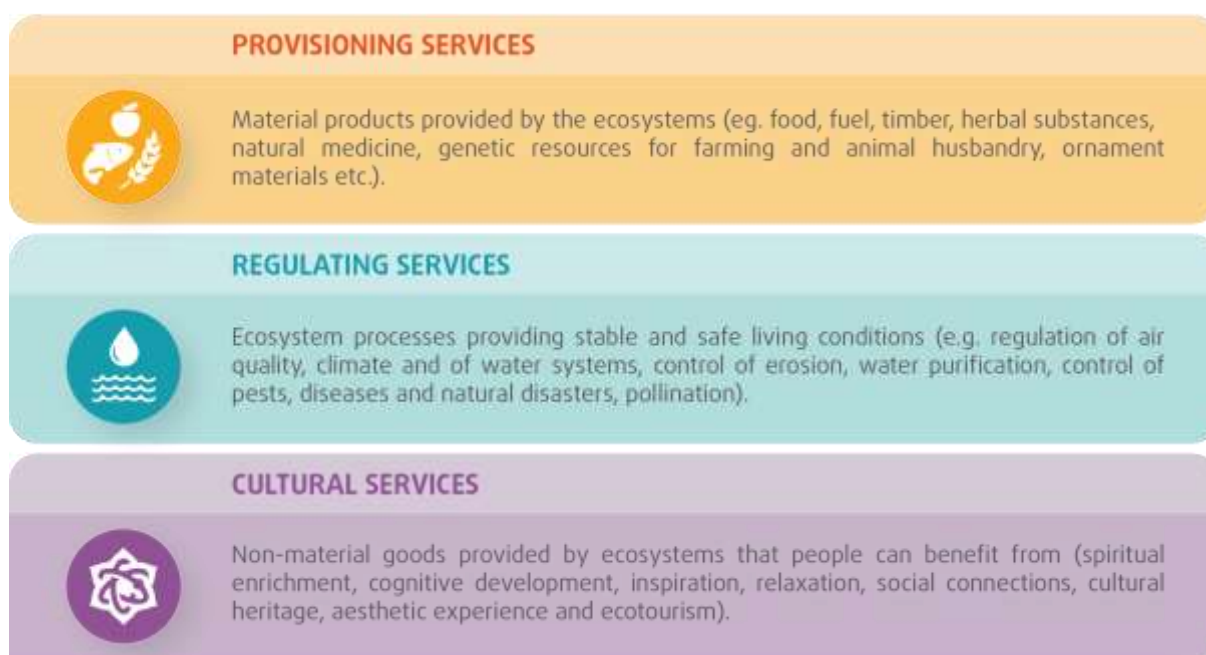 PROVISIONING SERVICES
Material products provided by the ecosystems (eg. food, fuel, timber, herbal substances,
natural medicine, genetic resources for farming and animal husbandry, ornament
materials etc.).
REGULATING SERVICES
Ecosystem processes providing stable and safe living conditions (e.g. regulation of air
quality, climate and of water systems, control of erosion, water purification, control of
pests, diseases and natural disasters, pollination).
CULTURAL SERVICES
Non-material goods provided by ecosystems that people can benefit from (spiritual
enrichment, cognitive development, inspiration, relaxation, social connections, cultural
heritage, aesthetic experience and ecotourism).